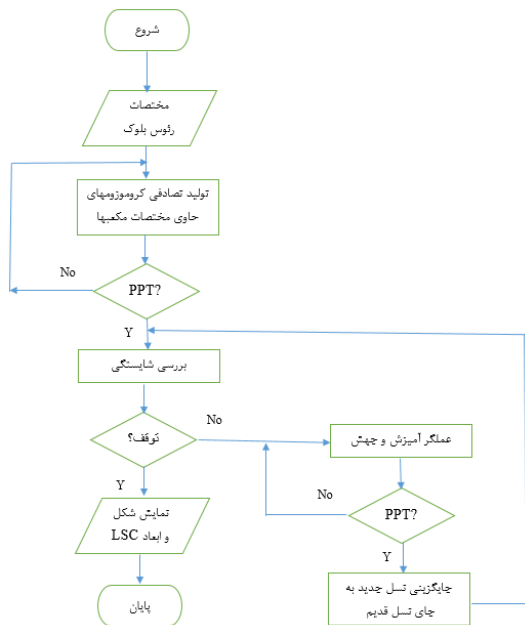 شروع
مختصات
رئوس بلوک
تولید تصادفی کروموزومهای
حاوی مختصات مکعبها
No
PPT?
Y
بررسی شایستگی
توقف؟
No
عملگر آمیزش و جهش
Y
No
PPT?
نمایش شکل
و ابعاد LSC
Y
جایگزینی نسل جدید به
جای نسل قدیم
پایان